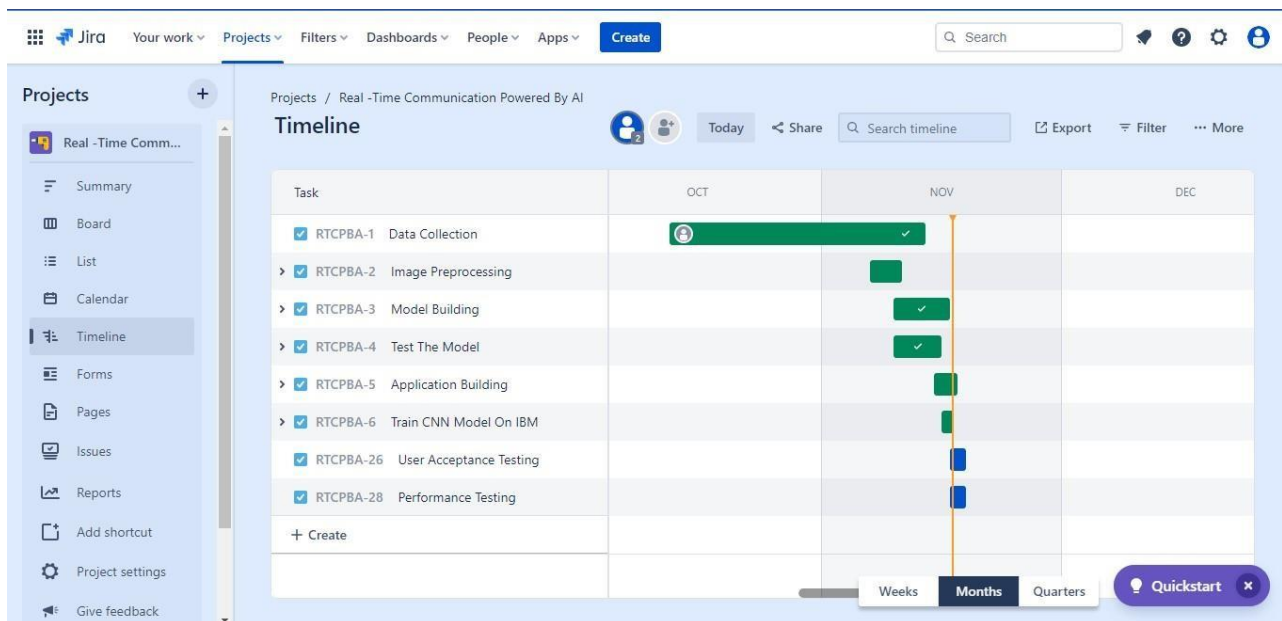 Jira Your work Projects Filters Dashboards People Apps Create Search
Projects
Real -Time Comm...
Summary
Board
List
Calendar
Timeline
Forms
Pages
Issues
Reports
Add shortcut
Project settings
Give feedback
Projects / Real -Time Communication Powered By AI
Timeline
2
Today Share Search timeline Export Filter More
Task OCT NOV DEC
RTCPBA-1 Data Collection
RTCPBA-2 Image Preprocessing
RTCPBA-3 Model Building
RTCPBA-4 Test The Model
RTCPBA-5 Application Building
RTCPBA-6 Train CNN Model On IBM
RTCPBA-26 User Acceptance Testing
RTCPBA-28 Performance Testing
+ Create
Weeks Months Quarters
Quickstart